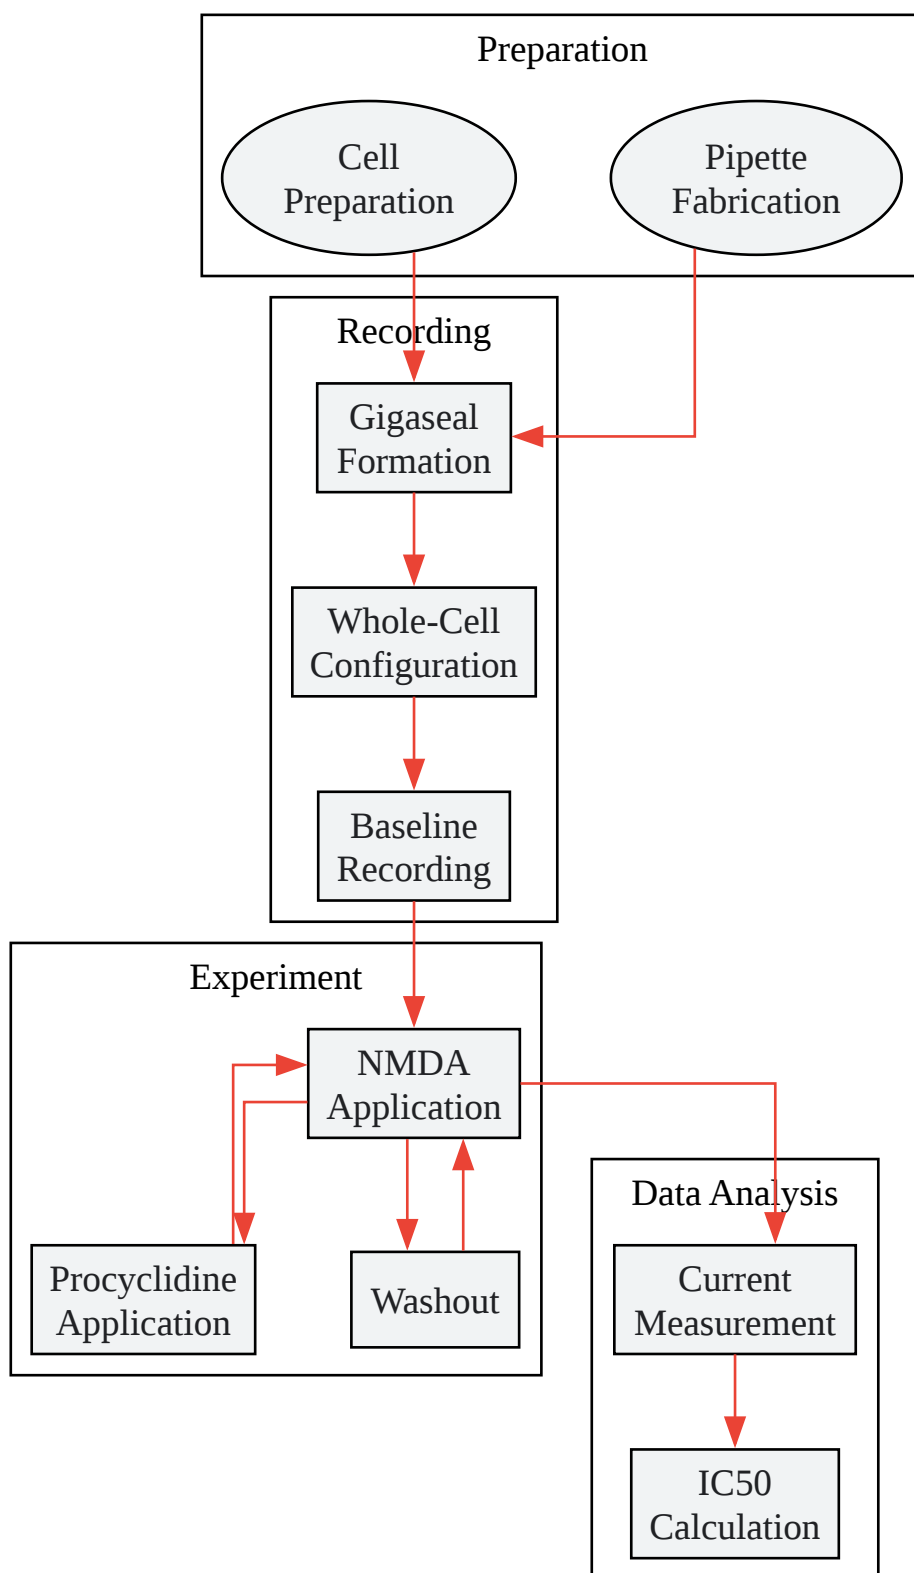 Preparation
Cell
Preparation
Pipette
Fabrication
Recording
Gigaseal
Formation
Whole-Cell
Configuration
Baseline
Recording
Experiment
NMDA
Application
Procyclidine
Application
Washout
Data Analysis
Current
Measurement
IC50
Calculation